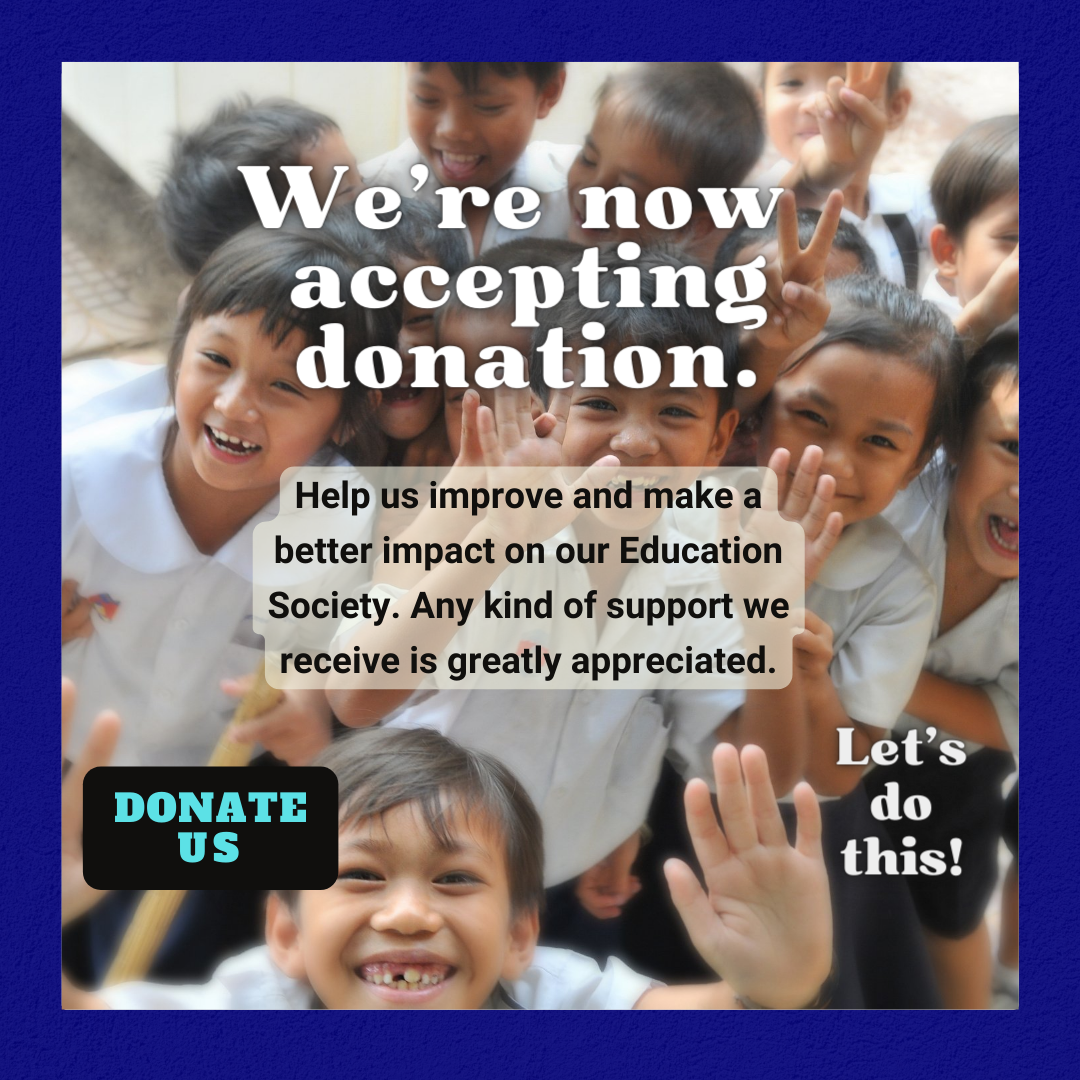 We're now
accepting
donation.
Help us improve and make a
better impact on our Education
Society. Any kind of support we
receive is greatly appreciated.
Let's
do
this!
DONATE
US